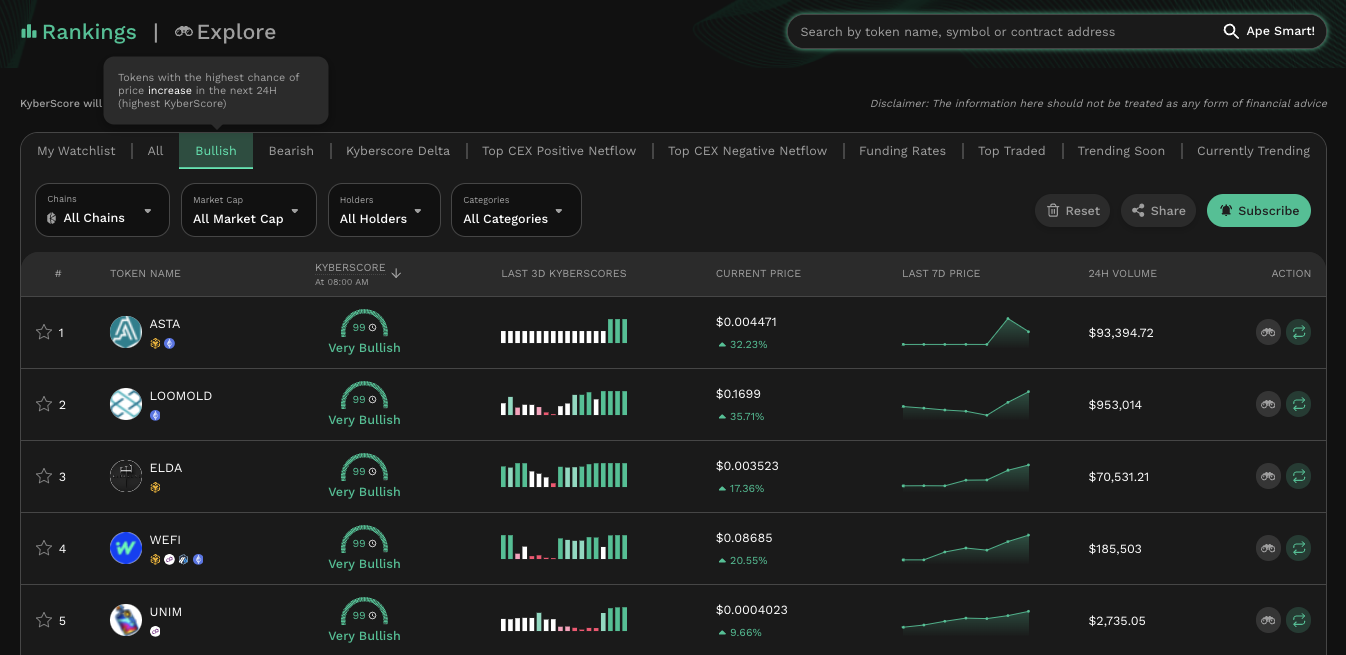 Rankings | Explore
Search by token name, symbol or contract address
Ape Smart!
Tokens with the highest chance of
price increase in the next 24H
(highest KyberScore)
KyberScore will
Disclaimer: The information here should not be treated as any form of financial advice
My Watchlist | All Bullish Bearish | Kyberscore Delta | Top CEX Positive Netflow | Top CEX Negative Netflow | Funding Rates | Top Traded | Trending Soon | Currently Trending
Chains
All Chains
Market Cap
All Market Cap
Holders
All Holders
Categories
All Categories
Reset
Share
Subscribe
# TOKEN NAME KYBERSCORE LAST 3D KYBERSCORES CURRENT PRICE LAST 7D PRICE 24H VOLUME ACTION
At 08:00 AM
1 ASTA 99 Very Bullish $0.004471 32.23% $93,394.72
2 LOOMOLD 99 Very Bullish $0.1699 35.71% $953,014
3 ELDA 99 Very Bullish $0.003523 17.36% $70,531.21
4 WEFI 99 Very Bullish $0.08685 20.55% $185,503
5 UNIM 99 Very Bullish $0.0004023 9.66% $2,735.05